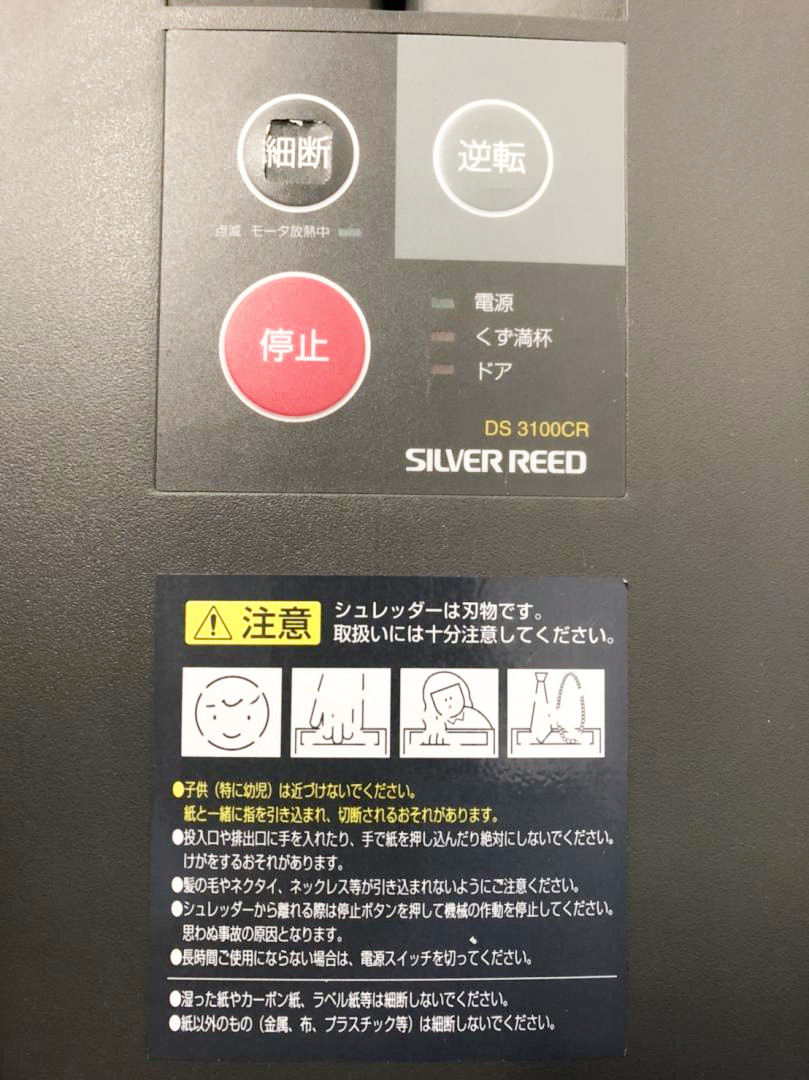 細断
逆転
点滅 モータ放熱中
停止
電源
くず満杯
ドア
DS 3100CR
SILVER REED
注意
シュレッダーは刃物です。
取扱いには十分注意してください。
●子供（特に幼児）は近づけないでください。
紙と一緒に指を引き込まれ、切断されるおそれがあります。
●投入口や排出口に手を入れたり、手で紙を押し込んだり絶対にしないでください。
けがをするおそれがあります。
●髪の毛やネクタイ、ネックレス等が引き込まれないようにご注意ください。
●シュレッダーから離れる際は停止ボタンを押して機械の作動を停止してください。
思わぬ事故の原因となります。
●長時間ご使用にならない場合は、電源スイッチを切ってください。
●湿った紙やカーボン紙、ラベル紙等は細断しないでください。
●紙以外のもの（金属、布、プラスチック等）は細断しないでください。